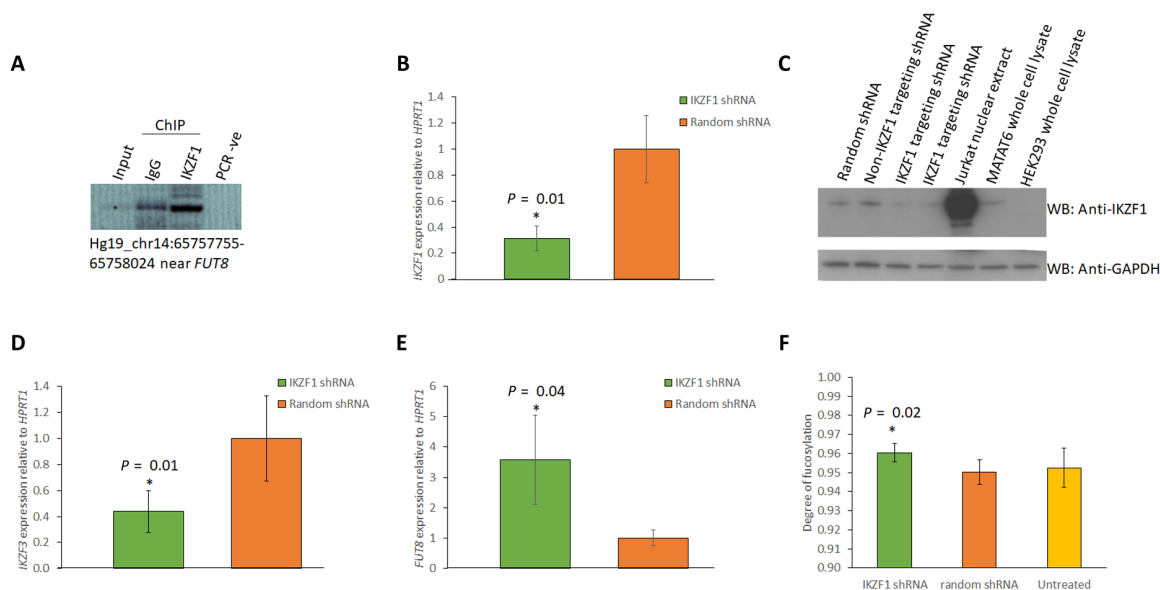 A
ChIP
Input
IgG
IKZF1
PCR -ve
Hg19_chr14:65757755-
65758024 near FUT8
B
IKZF1 expression relative to HPRT1
1.4
1.2
1
0.8
0.6
0.4
0.2
0
P = 0.01
*
IKZF1 shRNA
Random shRNA
C
Random shRNA
Non-IKZF1 targeting shRNA
IKZF1 targeting shRNA
IKZF1 targeting shRNA
Jurkat nuclear extract
MATAT6 whole cell lysate
HEK293 whole cell lysate
WB: Anti-IKZF1
WB: Anti-GAPDH
D
IKZF3 expression relative to HPRT1
1.4
1.2
1.0
0.8
0.6
0.4
0.2
0.0
P = 0.01
*
IKZF1 shRNA
Random shRNA
E
FUT8 expression relative to HPRT1
6
5
4
3
2
1
0
P = 0.04
*
IKZF1 shRNA
Random shRNA
F
Degree of fucosylation
1.00
0.99
0.98
0.97
0.96
0.95
0.94
0.93
0.92
0.91
0.90
P = 0.02
*
IKZF1 shRNA
random shRNA
Untreated